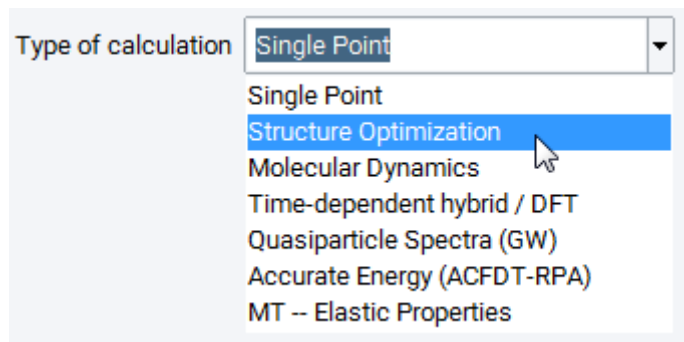 Type of calculation Single Point
Single Point
Structure Optimization
Molecular Dynamics
Time-dependent hybrid / DFT
Quasiparticle Spectra (GW)
Accurate Energy (ACFDT-RPA)
MT -- Elastic Properties